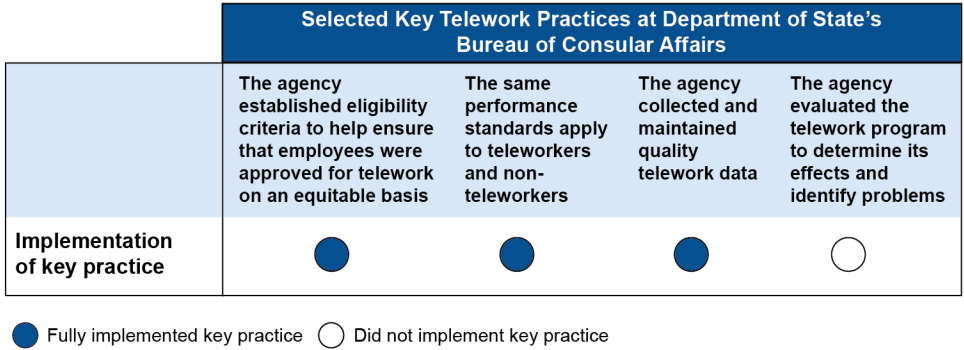 Selected Key Telework Practices at Department of State's
Bureau of Consular Affairs
The agency
established eligibility
criteria to help ensure
that employees were
approved for telework
on an equitable basis
The same
performance
standards apply
to teleworkers
and non-
teleworkers
The agency
collected and
maintained
quality
telework data
The agency
evaluated the
telework program
to determine its
effects and
identify problems
Implementation
of key practice
Fully implemented key practice
Did not implement key practice